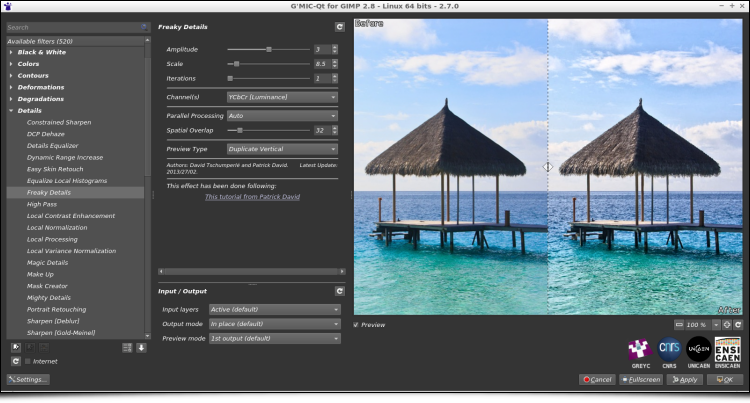 G'MIC-Qt for GIMP 2.8 - Linux 64 bits - 2.7.0
Search
Available filters (520)
Black & White
Colors
Contours
Deformations
Degradations
Details
Constrained Sharpen
DCP Dehaze
Details Equalizer
Dynamic Range Increase
Easy Skin Retouch
Equalize Local Histograms
Freaky Details
High Pass
Local Contrast Enhancement
Local Normalization
Local Processing
Local Variance Normalization
Magic Details
Make Up
Mask Creator
Mighty Details
Portrait Retouching
Sharpen [Deblur]
Sharpen [Gold-Meinel]
Internet
Settings...
Freaky Details
Amplitude 3
Scale 8.5
Iterations 1
Channel(s) YCbCr [Luminance]
Parallel Processing Auto
Spatial Overlap 32
Preview Type Duplicate Vertical
Authors: David Tschumperlé and Patrick David. Latest Update:
2013/27/02.
This effect has been done following:
This tutorial from Patrick David
Input / Output
Input layers Active (default)
Output mode In place (default)
Preview mode 1st output (default)
Before
After
Preview
100 %
GREYC
CNRS
CNRS
UNICAEN
UNICAEN
ENSI
CAEN
ENSICAEN
Cancel
Fullscreen
Apply
OK